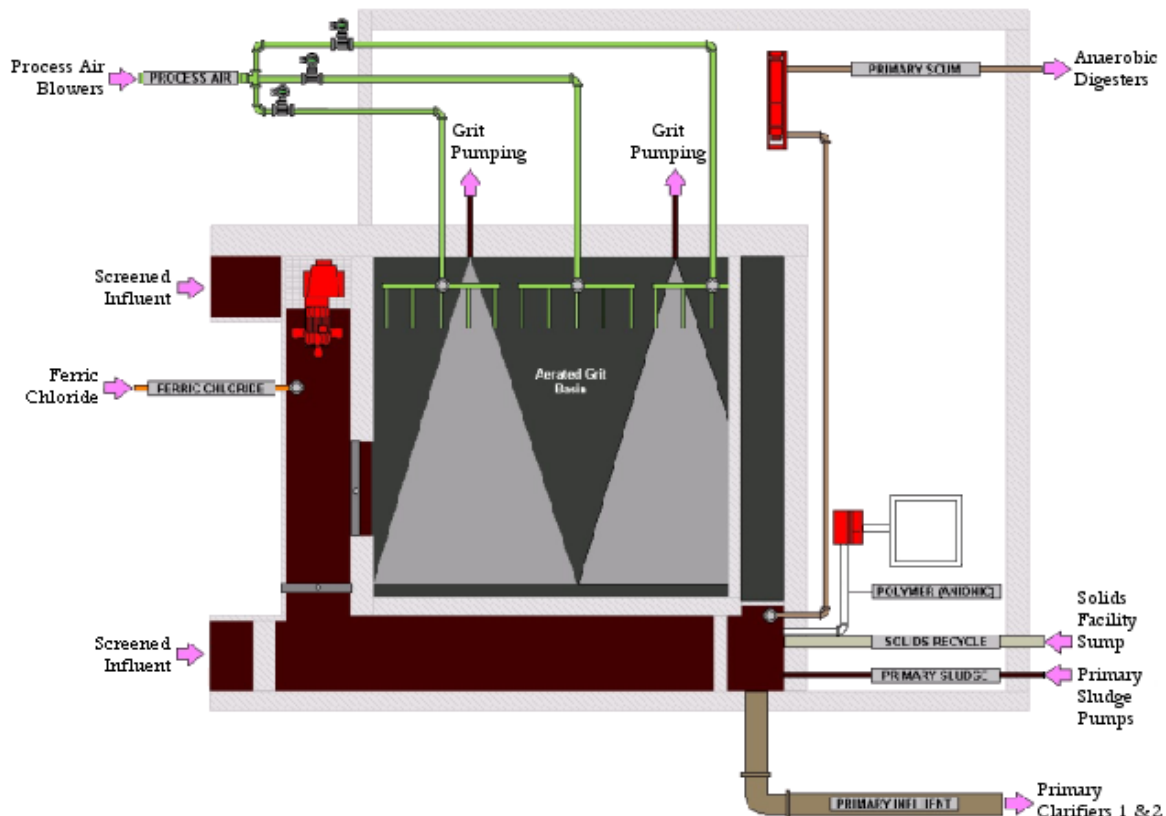 Process Air
Blowers
PROCESS AIR
PRIMARY SCUM
Anaerobic
Digesters
Grit
Pumping
Grit
Pumping
Screened
Influent
Ferric
Chloride
FERRIC CHLORIDE
Aerated Grit
Basin
POLYMER (ANIONIC)
Solids
Facility
Sump
SOLIDS RECYCLE
Screened
Influent
PRIMARY SLUDGE
Primary
Sludge
Pumps
PRIMARY INFLUENT
Primary
Clarifiers 1 & 2